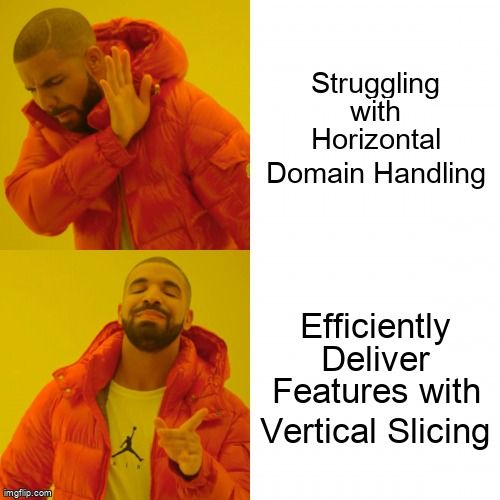 Struggling
with
Horizontal
Domain Handling
Efficiently
Deliver
Features with
Vertical Slicing
imgflip.com